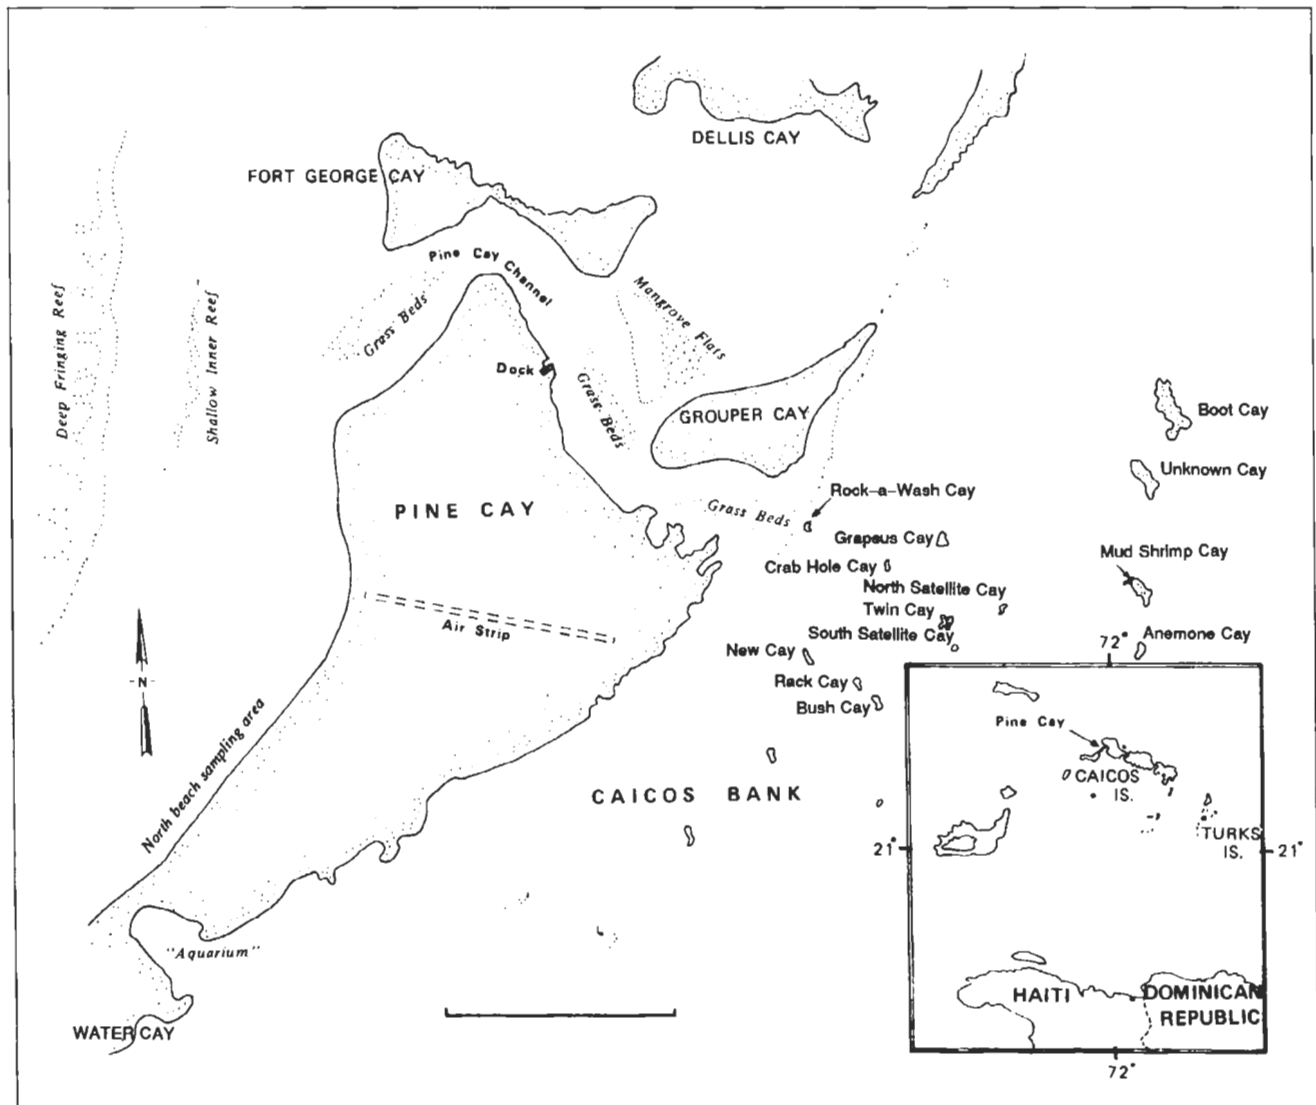 DELLIS CAY
FORT GEORGE CAY
Pine Cay Channel
Grass Beds
Mangrove Flats
Deep Fringing Reef
Shallow Inner Reef
Dock
Grass Beds
GROUPER CAY
Boot Cay
Unknown Cay
Rock-a-Wash Cay
PINE CAY
Grass Beds
Grapeus Cay
Mud Shrimp Cay
Crab Hole Cay
North Satellite Cay
Twin Cay
Air Strip
South Satellite Cay
Anemone Cay
New Cay
72°
Rack Cay
N
Bush Cay
Pine Cay
North beach sampling area
CAICOS IS.
CAICOS BANK
TURKS IS.
21°
21°
"Aquarium"
HAITI
DOMINICAN
REPUBLIC
WATER CAY
72°